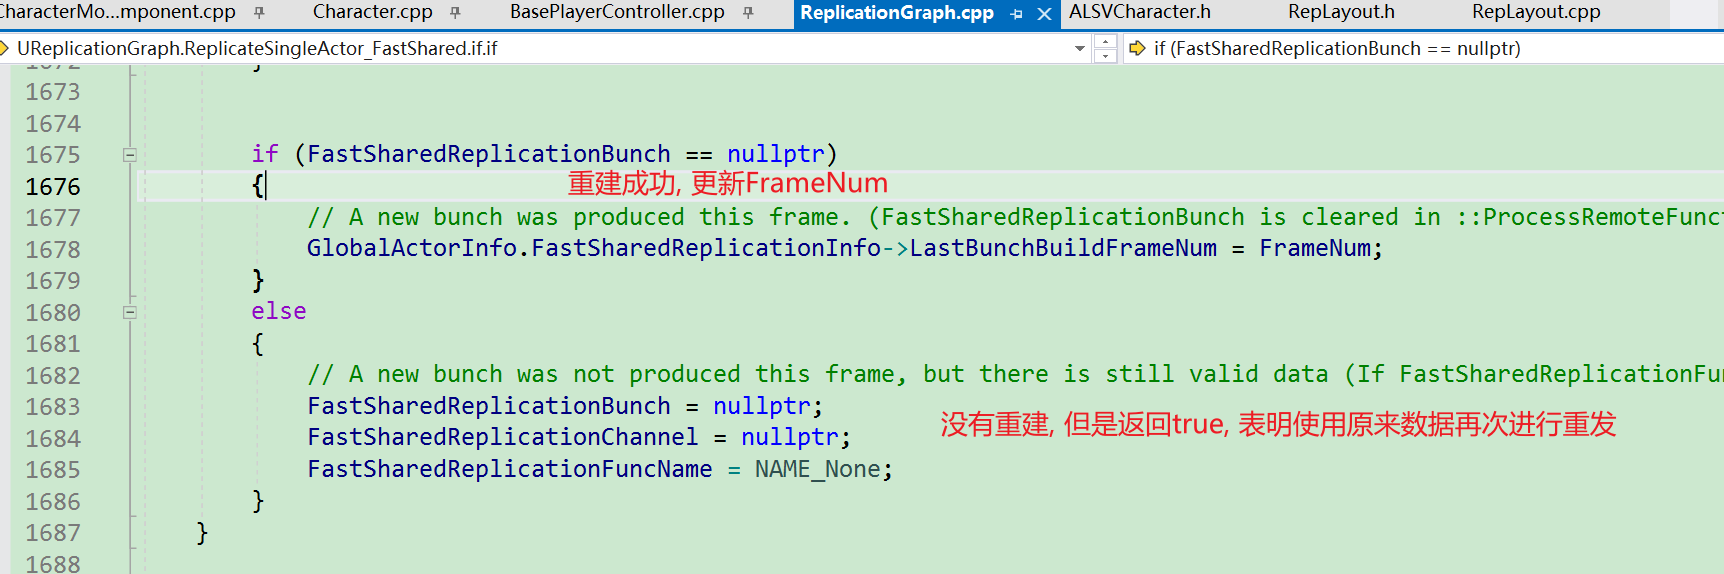 CharacterMo...mponent.cpp Character.cpp BasePlayerController.cpp ReplicationGraph.cpp ALSVCharacter.h RepLayout.h RepLayout.cpp
UReplicationGraph.ReplicateSingleActor_FastShared.if.if if (FastSharedReplicationBunch == nullptr)
1672 }
1673
1674
1675 if (FastSharedReplicationBunch == nullptr)
1676 { 重建成功, 更新FrameNum
1677 // A new bunch was produced this frame. (FastSharedReplicationBunch is cleared in ::ProcessRemoteFunct
1678 GlobalActorInfo.FastSharedReplicationInfo->LastBunchBuildFrameNum = FrameNum;
1679 }
1680 else
1681 {
1682 // A new bunch was not produced this frame, but there is still valid data (If FastSharedReplicationFun
1683 FastSharedReplicationBunch = nullptr;
1684 FastSharedReplicationChannel = nullptr; 没有重建, 但是返回true, 表明使用原来数据再次进行重发
1685 FastSharedReplicationFuncName = NAME_None;
1686 }
1687 }
1688